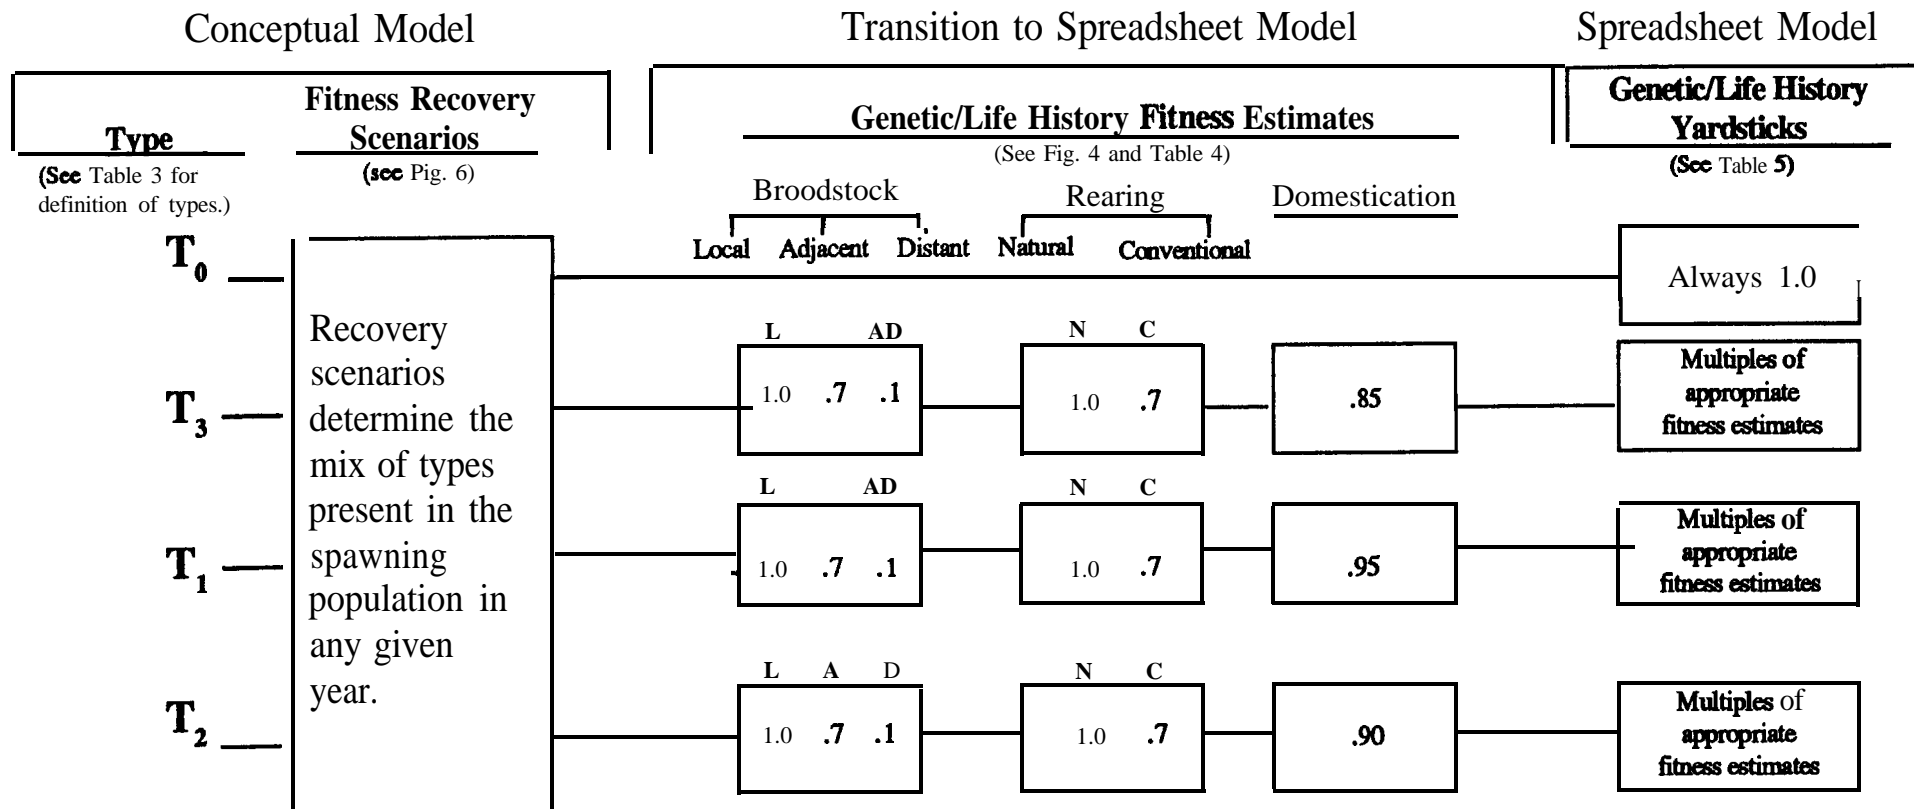 Conceptual Model
Transition to Spreadsheet Model
Spreadsheet Model
Type
(See Table 3 for
definition of types.)
Fitness Recovery
Scenarios
(see Pig. 6)
Genetic/Life History Fitness Estimates
(See Fig. 4 and Table 4)
Genetic/Life History
Yardsticks
(See Table 5)
Broodstock
Rearing
Domestication
Local Adjacent Distant
Natural Conventional
T0
Always 1.0
Recovery
scenarios
determine the
mix of types
present in the
spawning
population in
any given
year.
L AD
N C
T3
1.0 .7 .1
1.0 .7
.85
Multiples of
appropriate
fitness estimates
L AD
N C
T1
1.0 .7 .1
1.0 .7
.95
Multiples of
appropriate
fitness estimates
L A D
N C
T2
1.0 .7 .1
1.0 .7
.90
Multiples of
appropriate
fitness estimates